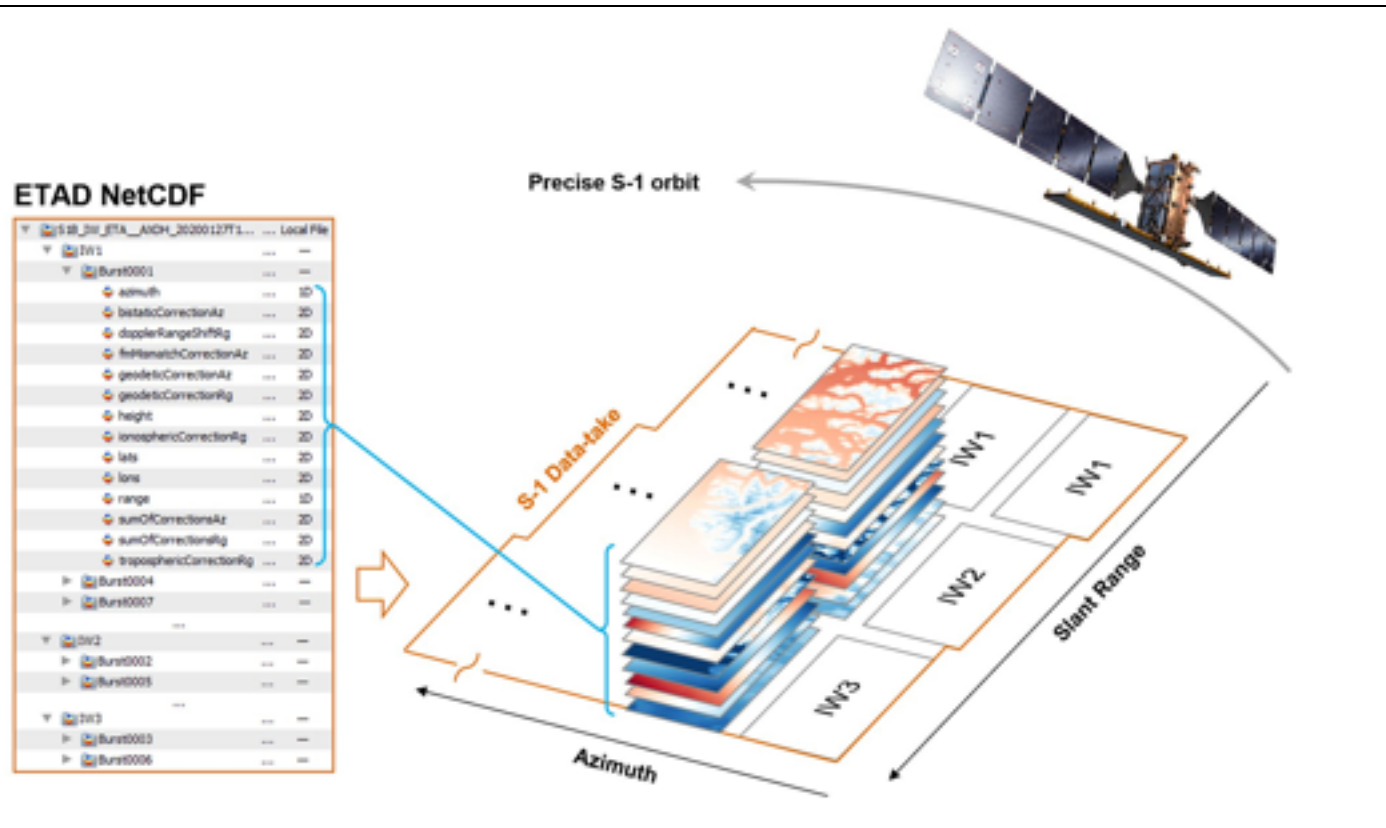 Precise S-1 orbit
ETAD NetCDF
S1B_IW_ETA__AXDH_20200127T1... ... Local File
IW1 ... —
Burst0001 ... —
azimuth ... 1D
bistaticCorrectionAz ... 2D
dopplerRangeShiftRg ... 2D
fmMismatchCorrectionAz ... 2D
geodeticCorrectionAz ... 2D
geodeticCorrectionRg ... 2D
height ... 2D
ionosphericCorrectionRg ... 2D
lats ... 2D
lons ... 2D
range ... 1D
sumOfCorrectionsAz ... 2D
sumOfCorrectionsRg ... 2D
troposphericCorrectionRg ... 2D
Burst0004 ... —
Burst0007 ... —
...
IW2 ... —
Burst0002 ... —
Burst0005 ... —
...
IW3 ... —
Burst0003 ... —
Burst0006 ... —
S-1 Data-take
...
...
...
IW1
IW1
IW2
IW3
Slant Range
Azimuth